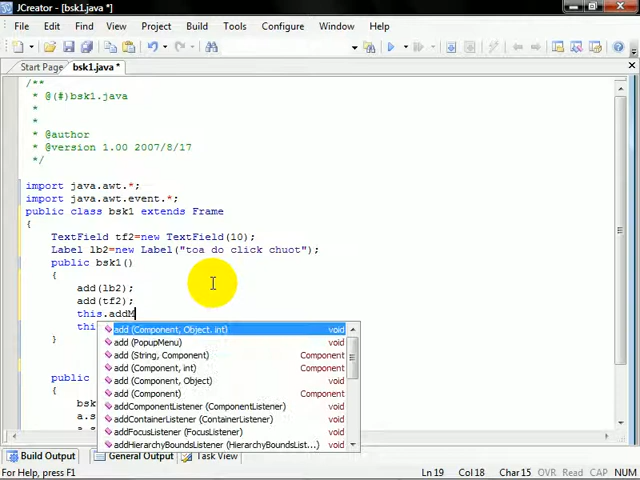 JCreator - [bsk1.java *]
File Edit View Project Build Tools Configure Window Help
Start Page bsk1.java *
/**
* @(#)bsk1.java
*
*
* @author
* @version 1.00 2007/8/17
*/
import java.awt.*;
import java.awt.event.*;
public class bsk1 extends Frame
{
TextField tf2=new TextField(10);
Label lb2=new Label("toa do click chuot");
public bsk1()
{
add(lb2);
add(tf2);
this.addM
this
}
public
{
bsk
a.s
a.s
add (Component, Object, int) void
add (PopupMenu) void
add (String, Component) Component
add (Component, int) Component
add (Component, Object) void
add (Component) Component
addComponentListener (ComponentListener) void
addContainerListener (ContainerListener) void
addFocusListener (FocusListener) void
addHierarchyBoundsListener (HierarchyBoundsList...) void
Build Output General Output Task View
For Help, press F1 Ln 19 Col 18 Char 15 OVR Read CAP NUM